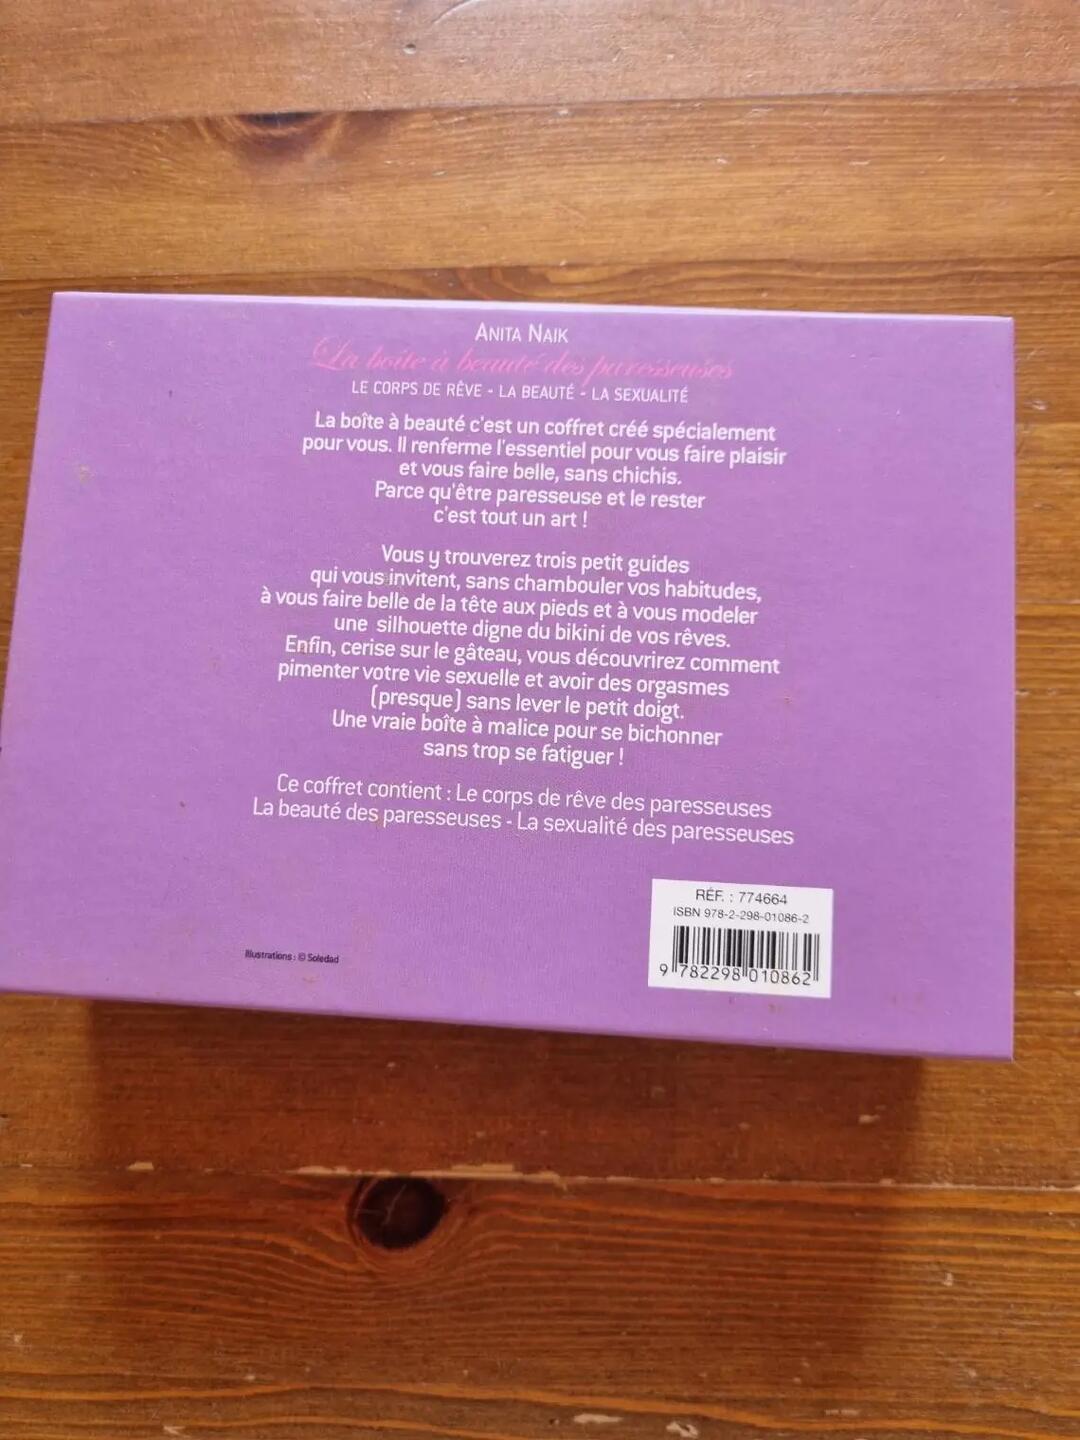 ANITA NAIK
La boîte à beauté des paresseuses
LE CORPS DE RÊVE - LA BEAUTÉ - LA SEXUALITÉ
La boîte à beauté c'est un coffret créé spécialement
pour vous. Il renferme l'essentiel pour vous faire plaisir
et vous faire belle, sans chichis.
Parce qu'être paresseuse et le rester
c'est tout un art !
Vous y trouverez trois petit guides
qui vous invitent, sans chambouler vos habitudes,
à vous faire belle de la tête aux pieds et à vous modeler
une silhouette digne du bikini de vos rêves.
Enfin, cerise sur le gâteau, vous découvrirez comment
pimenter votre vie sexuelle et avoir des orgasmes
(presque) sans lever le petit doigt.
Une vraie boîte à malice pour se bichonner
sans trop se fatiguer !
Ce coffret contient : Le corps de rêve des paresseuses
La beauté des paresseuses - La sexualité des paresseuses
RÉF. : 774664
ISBN 978-2-298-01086-2
9 782298 010862
Illustrations : © Soledad